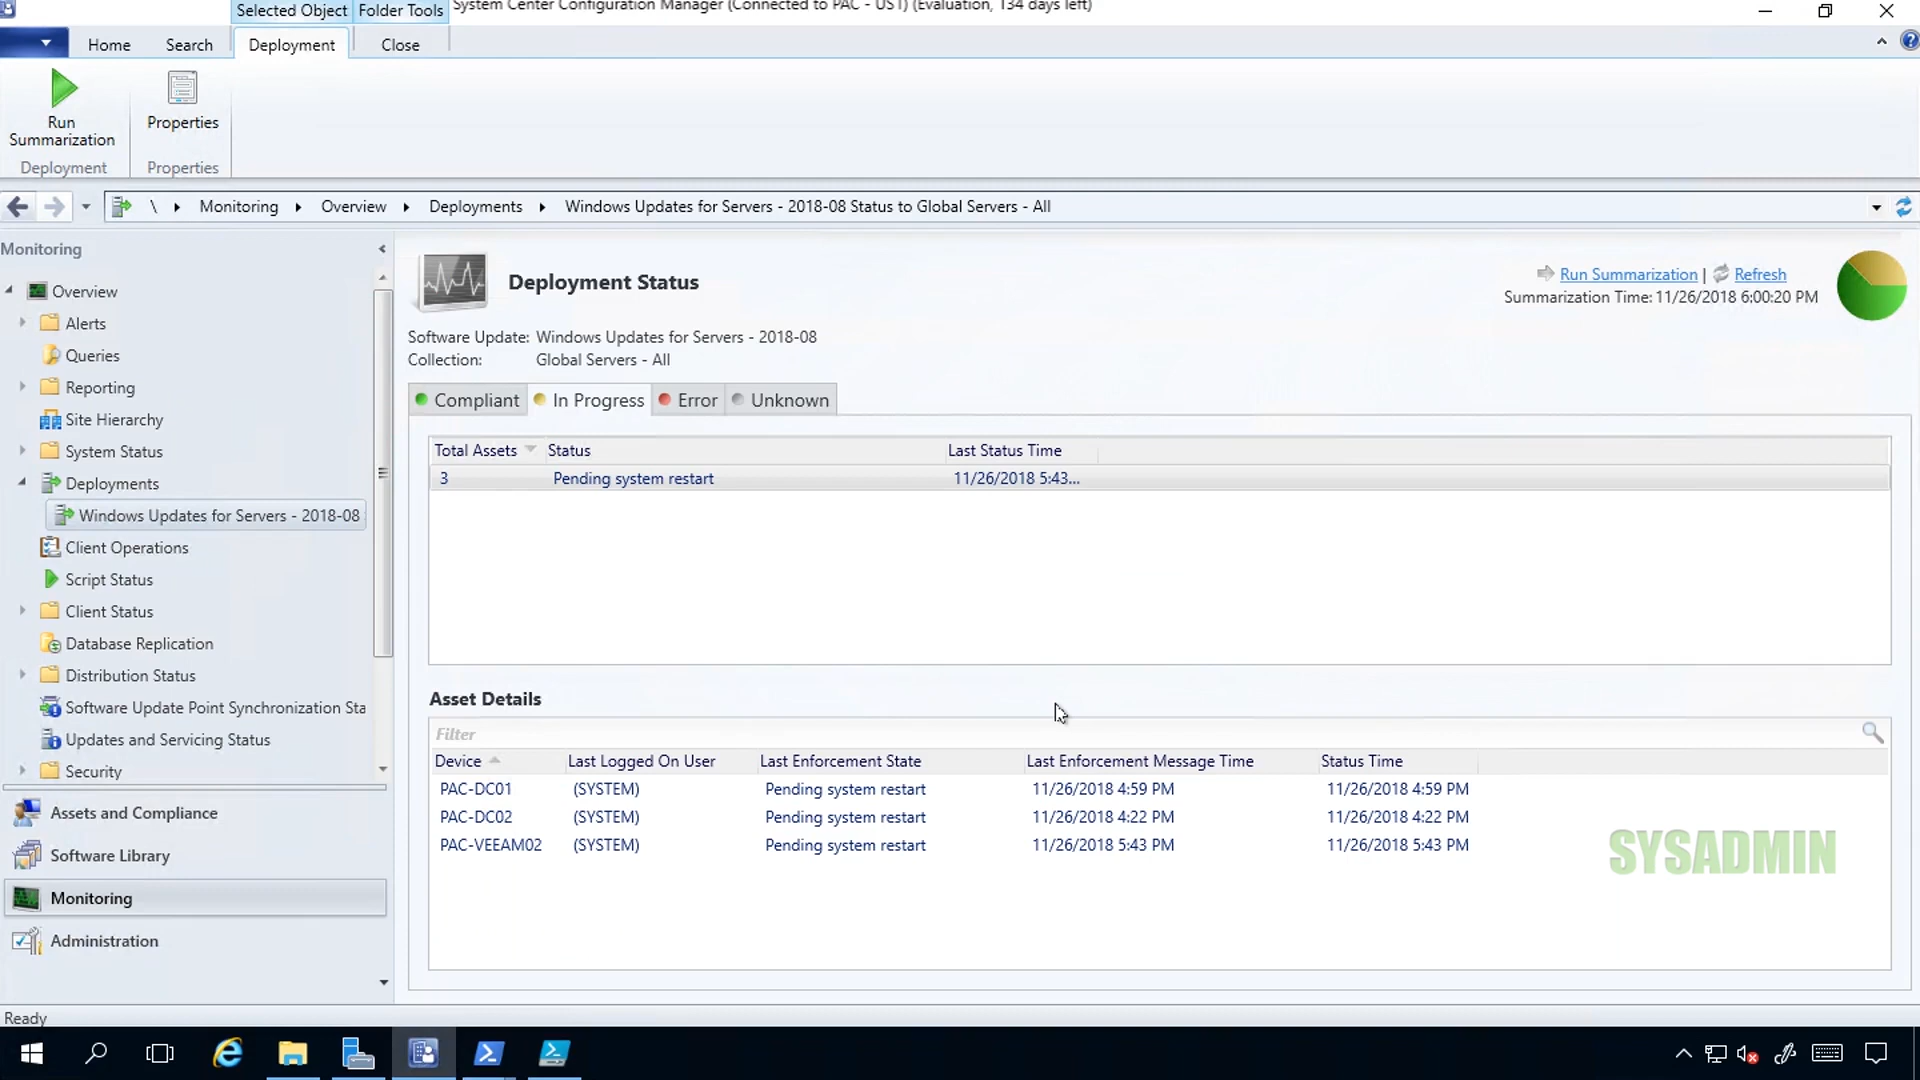 Selected Object Folder Tools System Center Configuration Manager (Connected to PAC - US1) (Evaluation, 134 days left)
Home Search Deployment Close
Run Summarization
Properties
Deployment Properties
\ Monitoring Overview Deployments Windows Updates for Servers - 2018-08 Status to Global Servers - All
Monitoring
Overview
Alerts
Queries
Reporting
Site Hierarchy
System Status
Deployments
Windows Updates for Servers - 2018-08
Client Operations
Script Status
Client Status
Database Replication
Distribution Status
Software Update Point Synchronization Sta
Updates and Servicing Status
Security
Assets and Compliance
Software Library
Monitoring
Administration
Deployment Status
Run Summarization | Refresh
Summarization Time: 11/26/2018 6:00:20 PM
Software Update: Windows Updates for Servers - 2018-08
Collection: Global Servers - All
Compliant In Progress Error Unknown
Total Assets Status Last Status Time
3 Pending system restart 11/26/2018 5:43...
Asset Details
Filter
Device Last Logged On User Last Enforcement State Last Enforcement Message Time Status Time
PAC-DC01 (SYSTEM) Pending system restart 11/26/2018 4:59 PM 11/26/2018 4:59 PM
PAC-DC02 (SYSTEM) Pending system restart 11/26/2018 4:22 PM 11/26/2018 4:22 PM
PAC-VEEAM02 (SYSTEM) Pending system restart 11/26/2018 5:43 PM 11/26/2018 5:43 PM
SYSADMIN
Ready